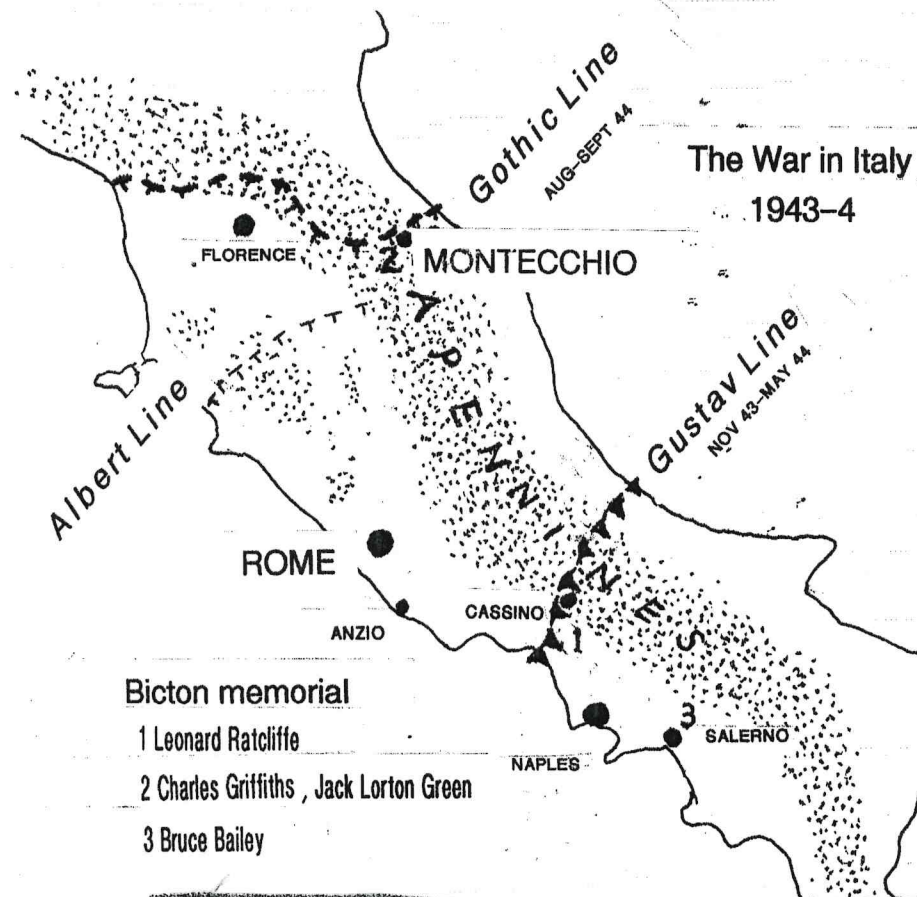 Gothic Line
AUG–SEPT 44
The War in Italy
1943–4
FLORENCE
2
MONTECCHIO
APENNINES
Albert Line
Gustav Line
NOV 43–MAY 44
ROME
CASSINO
1
ANZIO
3
SALERNO
NAPLES
Bicton memorial
1 Leonard Ratcliffe
2 Charles Griffiths , Jack Lorton Green
3 Bruce Bailey